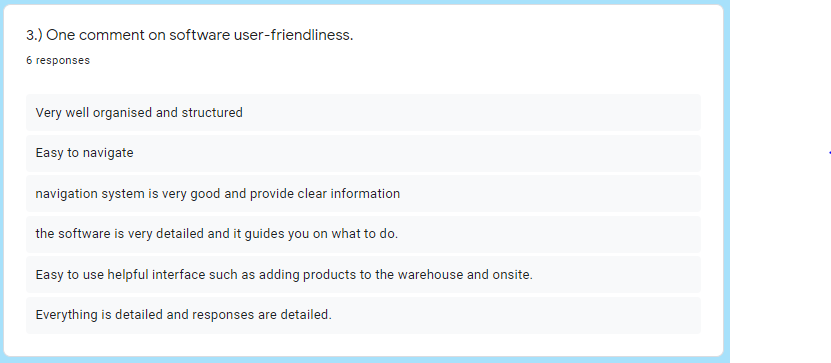 3.) One comment on software user-friendliness.
6 responses
Very well organised and structured
Easy to navigate
navigation system is very good and provide clear information
the software is very detailed and it guides you on what to do.
Easy to use helpful interface such as adding products to the warehouse and onsite.
Everything is detailed and responses are detailed.